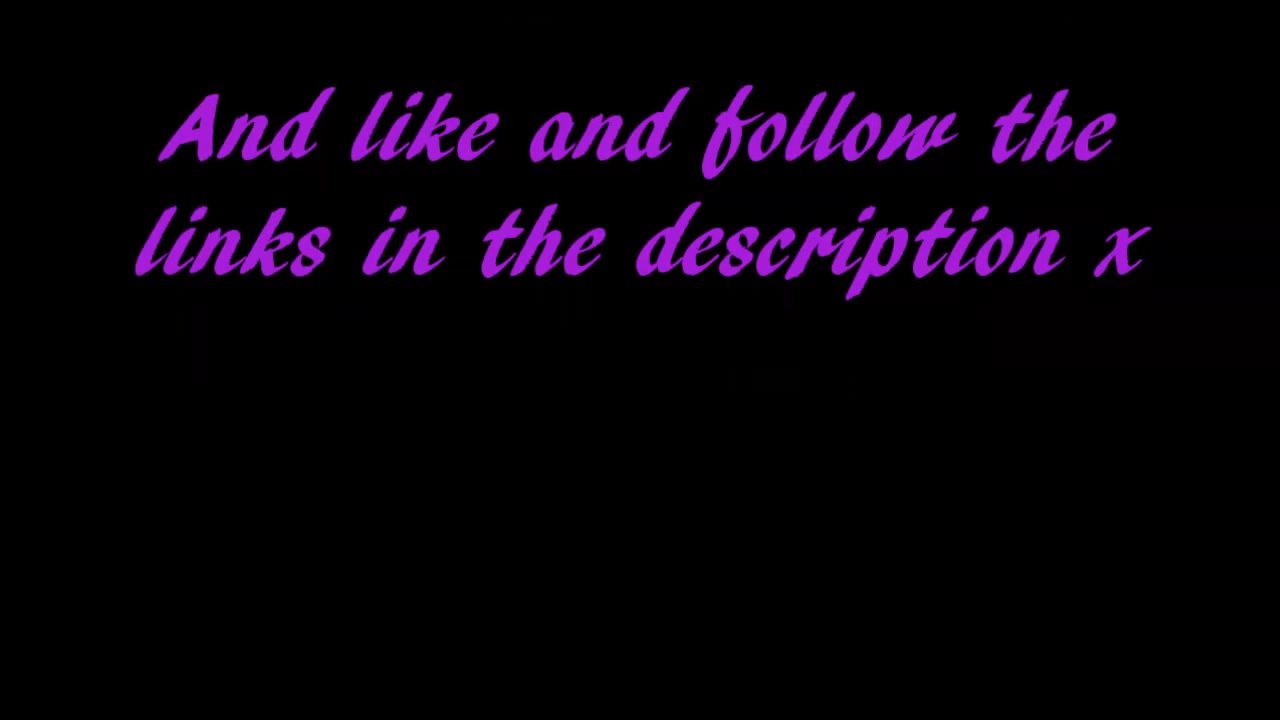 And like and follow the
links in the description x